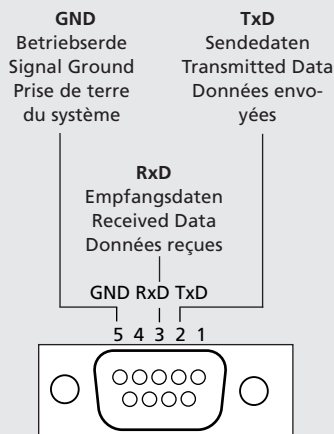 GND
Betriebserde
Signal Ground
Prise de terre
du système
TxD
Sendedaten
Transmitted Data
Données envo-
yées
RxD
Empfangsdaten
Received Data
Données reçues
GND RxD TxD
5 4 3 2 1